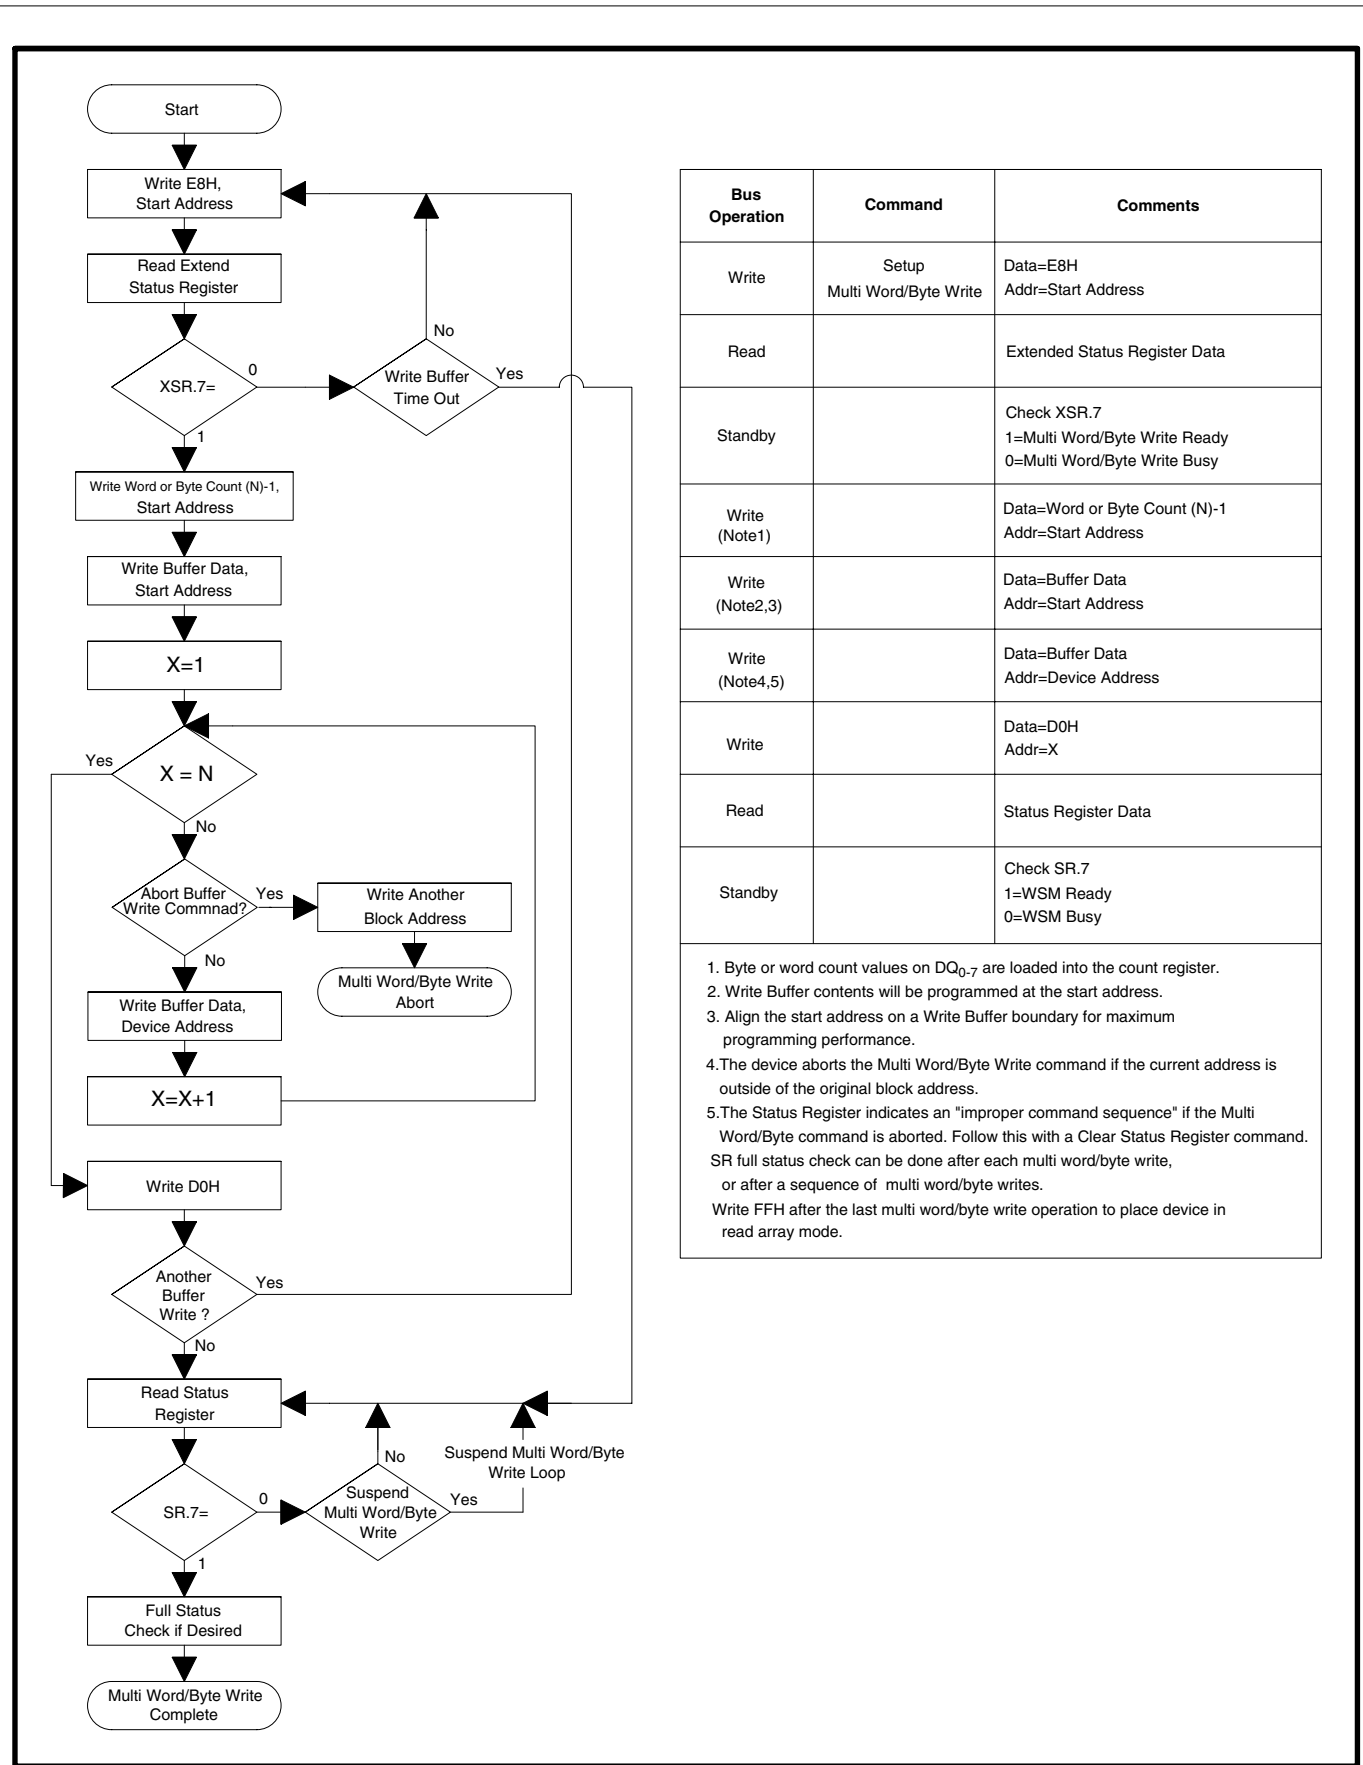 Start
Write E8H,
Start Address
Read Extend
Status Register
No
XSR.7=
0
Write Buffer
Time Out
Yes
1
Write Word or Byte Count (N)-1,
Start Address
Write Buffer Data,
Start Address
X=1
Yes
X = N
No
Abort Buffer
Write Commnad?
Yes
Write Another
Block Address
No
Multi Word/Byte Write
Abort
Write Buffer Data,
Device Address
X=X+1
Write D0H
Another
Buffer
Write ?
Yes
No
Read Status
Register
No
Suspend Multi Word/Byte
Write Loop
SR.7=
0
Suspend
Multi Word/Byte
Write
Yes
1
Full Status
Check if Desired
Multi Word/Byte Write
Complete
Bus
Operation
Command
Comments
Write
Setup
Multi Word/Byte Write
Data=E8H
Addr=Start Address
Read
Extended Status Register Data
Standby
Check XSR.7
1=Multi Word/Byte Write Ready
0=Multi Word/Byte Write Busy
Write
(Note1)
Data=Word or Byte Count (N)-1
Addr=Start Address
Write
(Note2,3)
Data=Buffer Data
Addr=Start Address
Write
(Note4,5)
Data=Buffer Data
Addr=Device Address
Write
Data=D0H
Addr=X
Read
Status Register Data
Standby
Check SR.7
1=WSM Ready
0=WSM Busy
1. Byte or word count values on DQ0-7 are loaded into the count register.
2. Write Buffer contents will be programmed at the start address.
3. Align the start address on a Write Buffer boundary for maximum
programming performance.
4.The device aborts the Multi Word/Byte Write command if the current address is
outside of the original block address.
5.The Status Register indicates an "improper command sequence" if the Multi
Word/Byte command is aborted. Follow this with a Clear Status Register command.
SR full status check can be done after each multi word/byte write,
or after a sequence of multi word/byte writes.
Write FFH after the last multi word/byte write operation to place device in
read array mode.